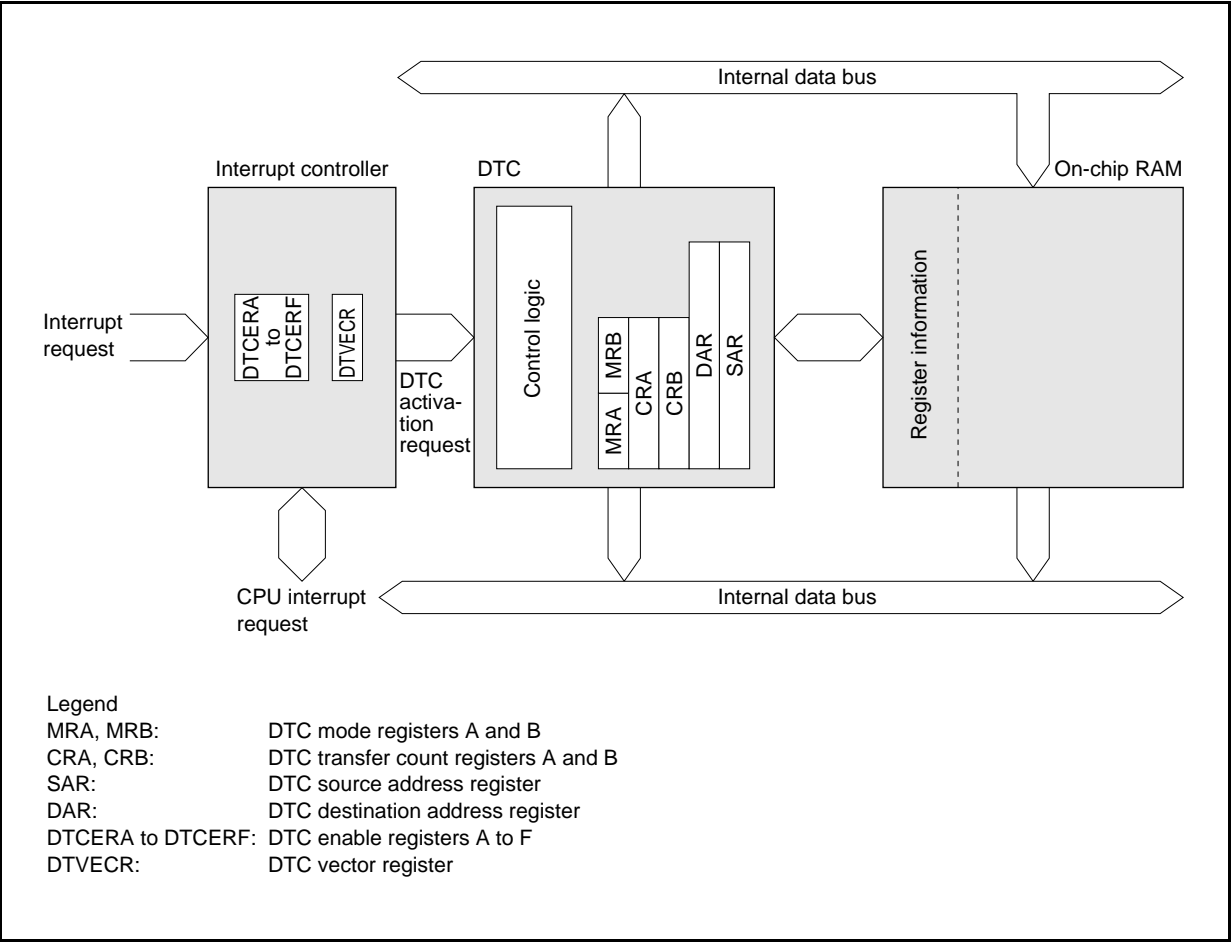 Internal data bus
Interrupt controller
DTC
On-chip RAM
Interrupt
request
DTCERA
to
DTCERF
DTVECR
DTC
activa-
tion
request
Control logic
MRA
MRB
CRA
CRB
DAR
SAR
Register information
CPU interrupt
request
Internal data bus
Legend
MRA, MRB: DTC mode registers A and B
CRA, CRB: DTC transfer count registers A and B
SAR: DTC source address register
DAR: DTC destination address register
DTCERA to DTCERF: DTC enable registers A to F
DTVECR: DTC vector register